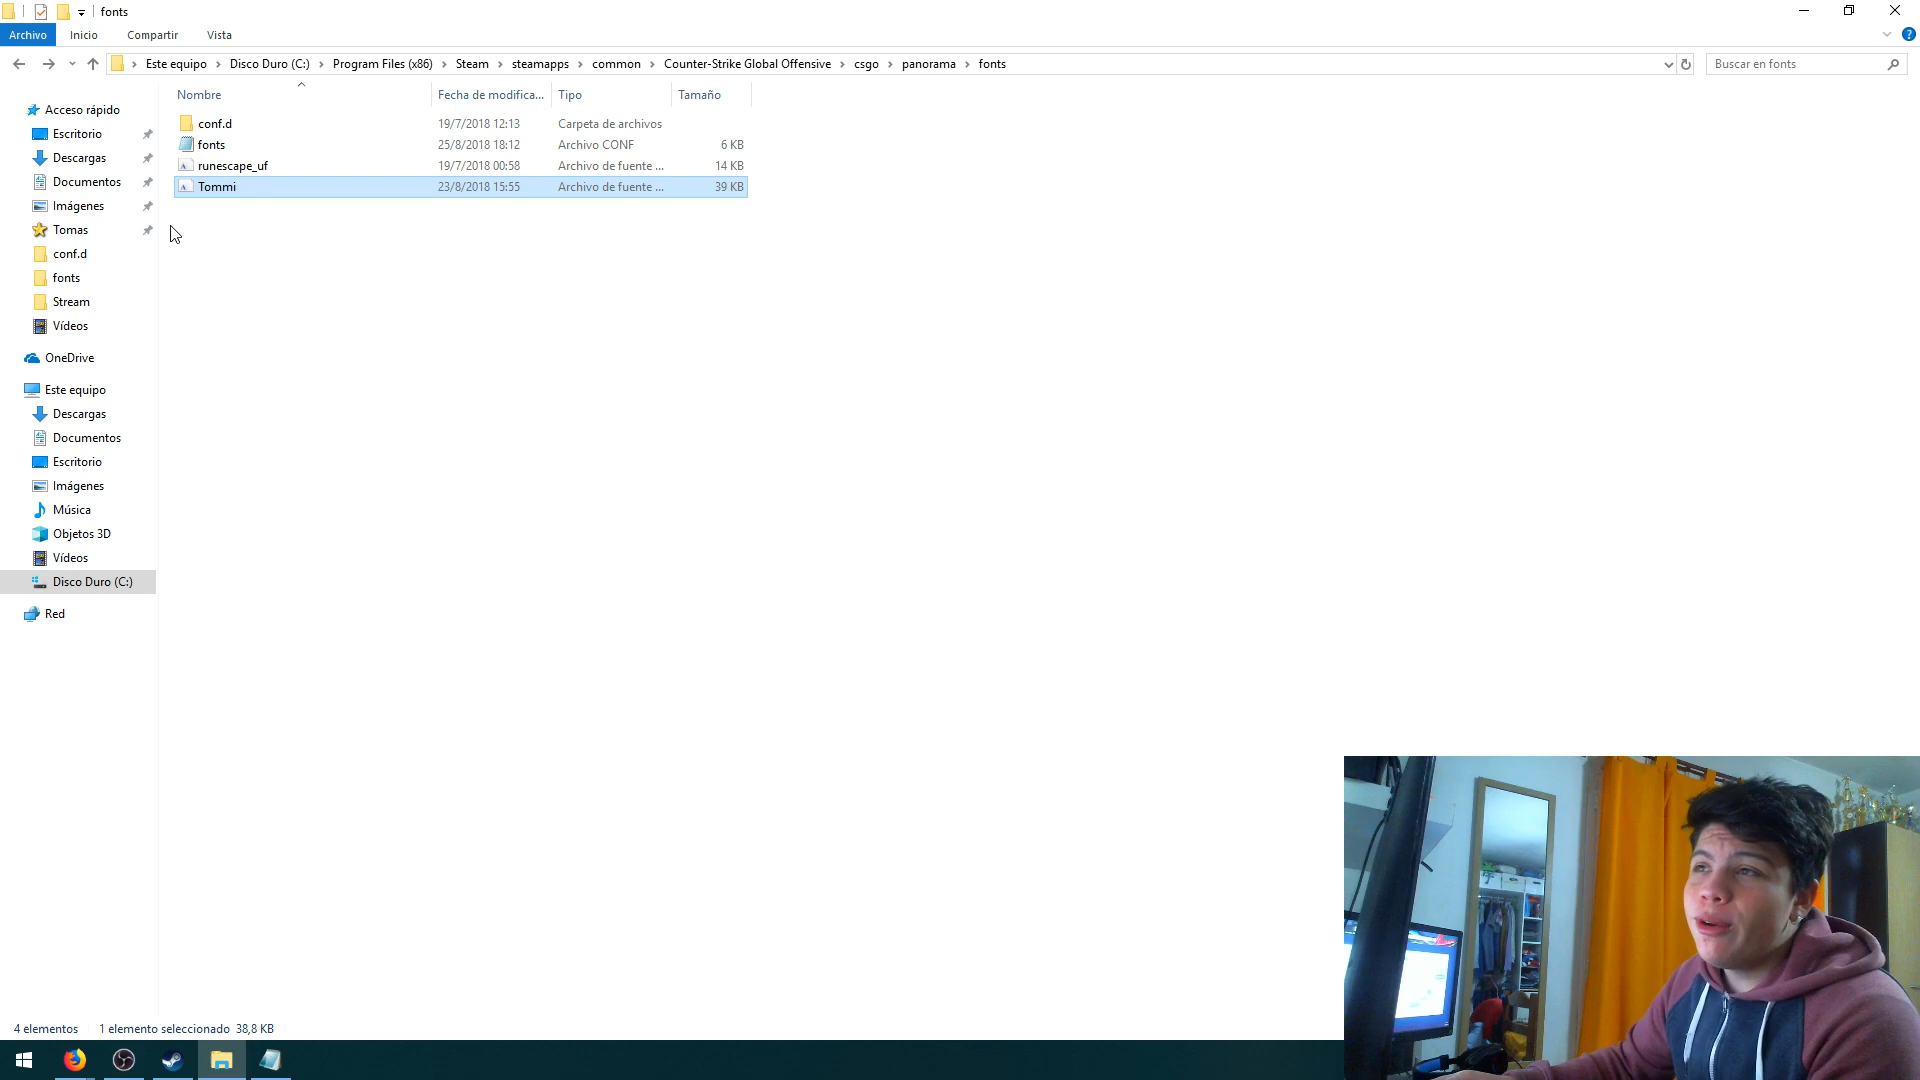 fonts
Archivo Inicio Compartir Vista
Este equipo Disco Duro (C:) Program Files (x86) Steam steamapps common Counter-Strike Global Offensive csgo panorama fonts
Buscar en fonts
Nombre Fecha de modifica... Tipo Tamaño
conf.d 19/7/2018 12:13 Carpeta de archivos
fonts 25/8/2018 18:12 Archivo CONF 6 KB
runescape_uf 19/7/2018 00:58 Archivo de fuente ... 14 KB
Tommi 23/8/2018 15:55 Archivo de fuente ... 39 KB
Acceso rápido
Escritorio
Descargas
Documentos
Imágenes
Tomas
conf.d
fonts
Stream
Vídeos
OneDrive
Este equipo
Descargas
Documentos
Escritorio
Imágenes
Música
Objetos 3D
Vídeos
Disco Duro (C:)
Red
4 elementos 1 elemento seleccionado 38,8 KB